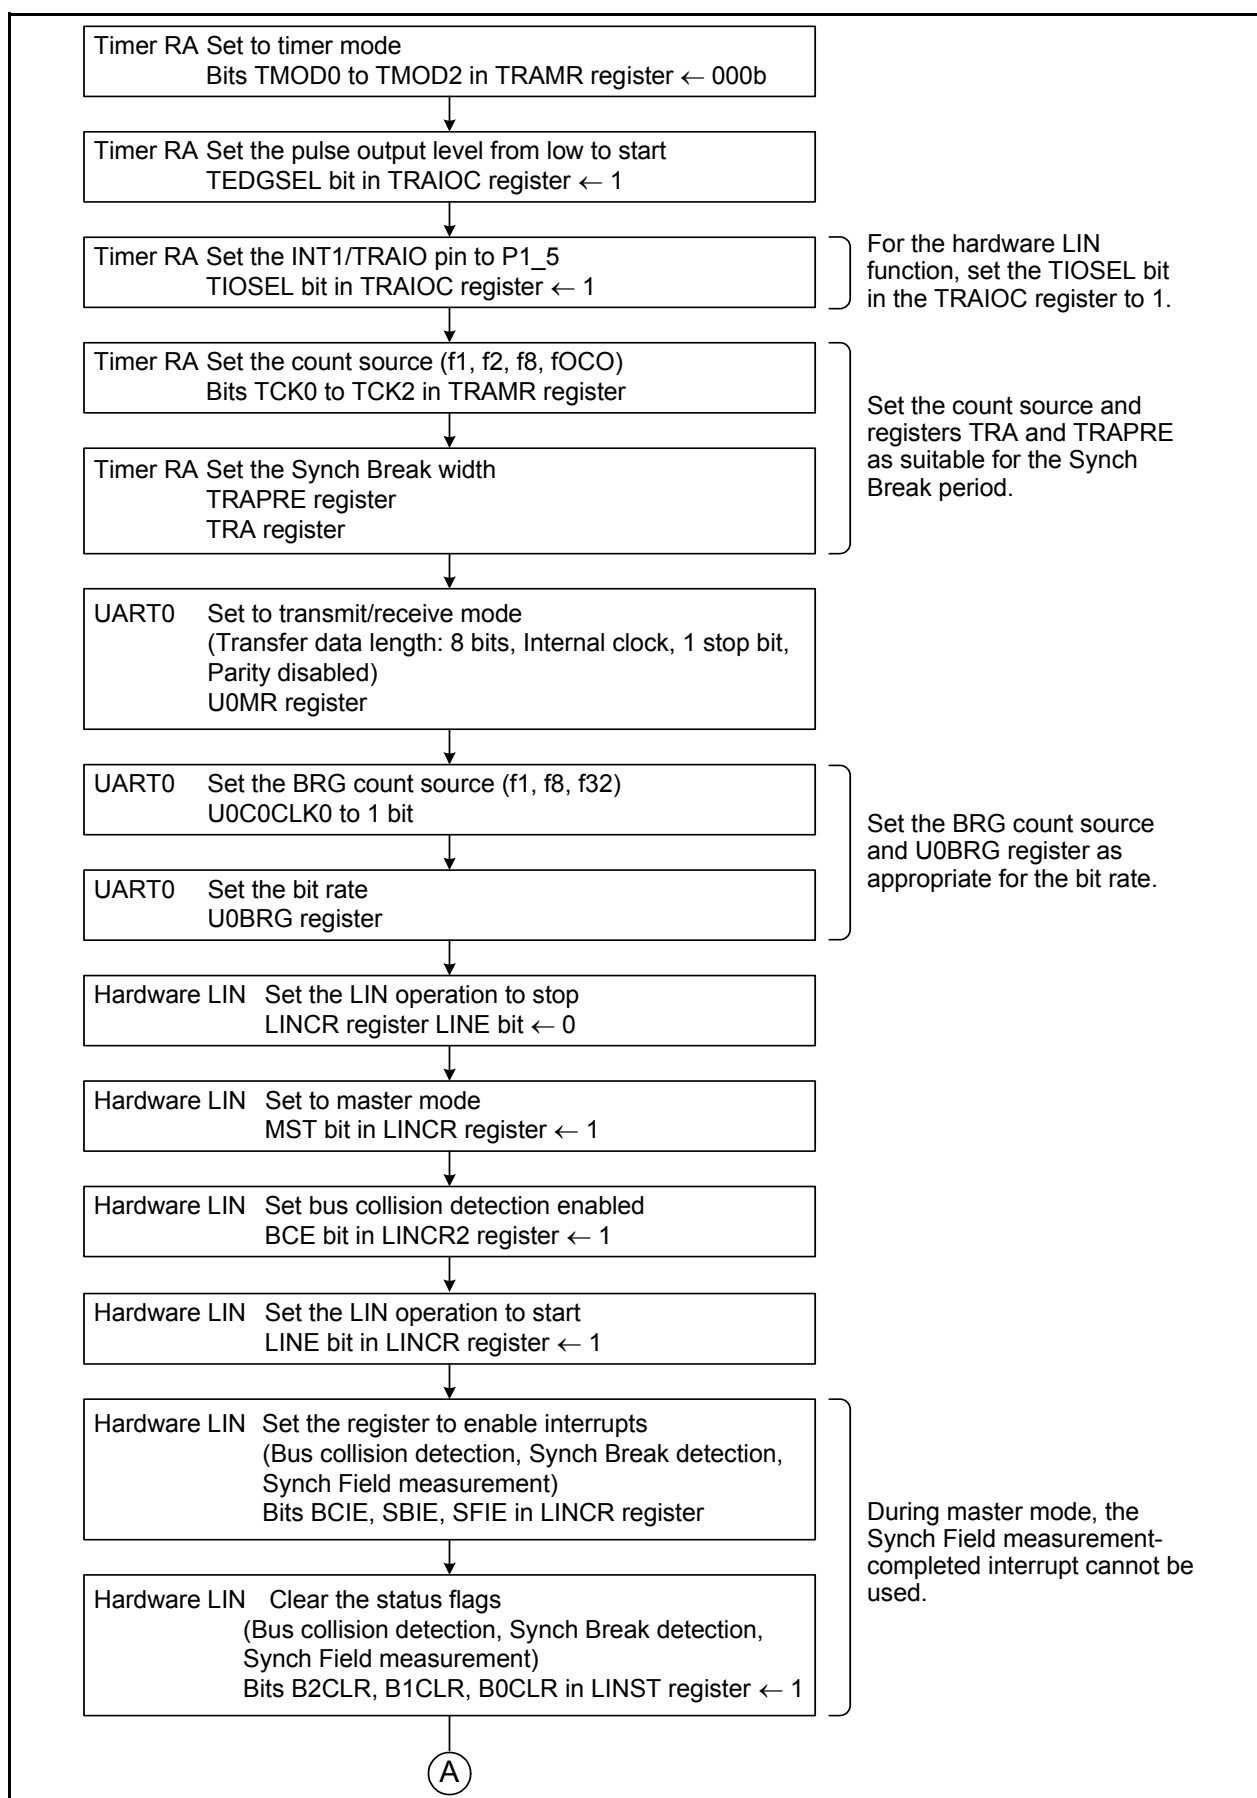 Timer RA Set to timer mode
Bits TMOD0 to TMOD2 in TRAMR register ← 000b
Timer RA Set the pulse output level from low to start
TEDGSEL bit in TRAIOC register ← 1
Timer RA Set the INT1/TRAIO pin to P1_5
TIOSEL bit in TRAIOC register ← 1
For the hardware LIN
function, set the TIOSEL bit
in the TRAIOC register to 1.
Timer RA Set the count source (f1, f2, f8, fOCO)
Bits TCK0 to TCK2 in TRAMR register
Timer RA Set the Synch Break width
TRAPRE register
TRA register
Set the count source and
registers TRA and TRAPRE
as suitable for the Synch
Break period.
UART0 Set to transmit/receive mode
(Transfer data length: 8 bits, Internal clock, 1 stop bit,
Parity disabled)
U0MR register
UART0 Set the BRG count source (f1, f8, f32)
U0C0CLK0 to 1 bit
UART0 Set the bit rate
U0BRG register
Set the BRG count source
and U0BRG register as
appropriate for the bit rate.
Hardware LIN Set the LIN operation to stop
LINCR register LINE bit ← 0
Hardware LIN Set to master mode
MST bit in LINCR register ← 1
Hardware LIN Set bus collision detection enabled
BCE bit in LINCR2 register ← 1
Hardware LIN Set the LIN operation to start
LINE bit in LINCR register ← 1
Hardware LIN Set the register to enable interrupts
(Bus collision detection, Synch Break detection,
Synch Field measurement)
Bits BCIE, SBIE, SFIE in LINCR register
Hardware LIN Clear the status flags
(Bus collision detection, Synch Break detection,
Synch Field measurement)
Bits B2CLR, B1CLR, B0CLR in LINST register ← 1
During master mode, the
Synch Field measurement-
completed interrupt cannot be
used.
A